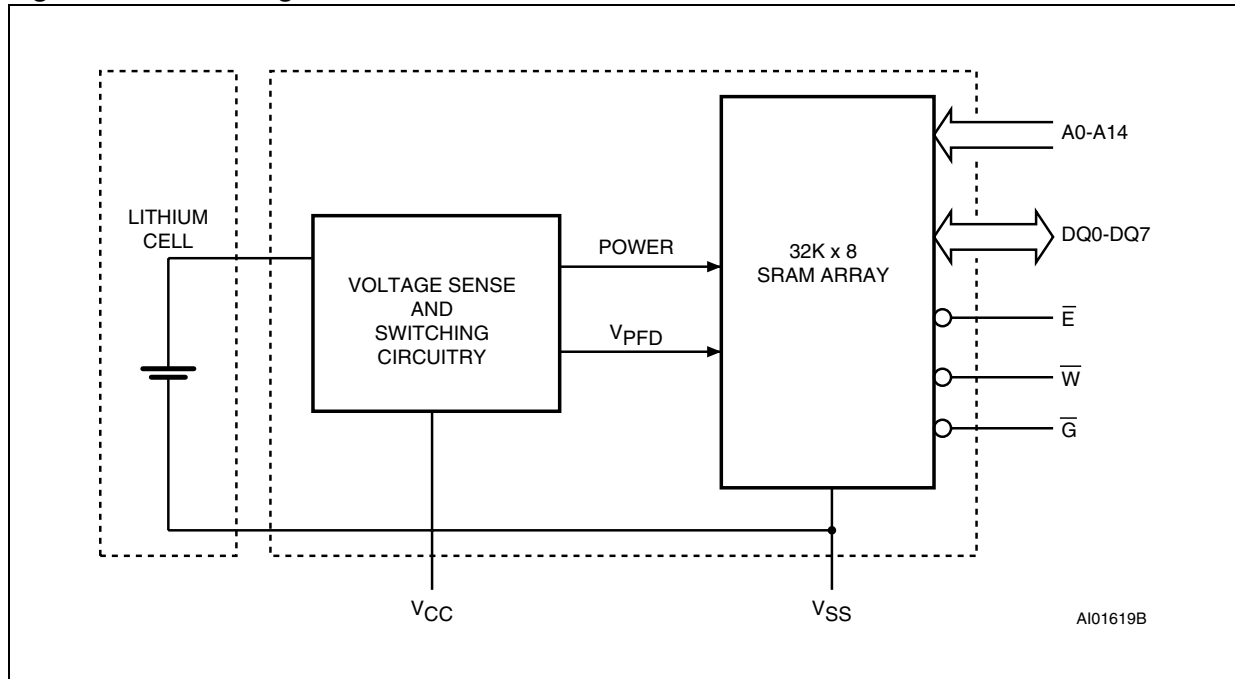 LITHIUM
CELL
VOLTAGE SENSE
AND
SWITCHING
CIRCUITRY
POWER
VPFD
32K x 8
SRAM ARRAY
A0-A14
DQ0-DQ7
E̅
W̅
G̅
VCC
VSS
AI01619B